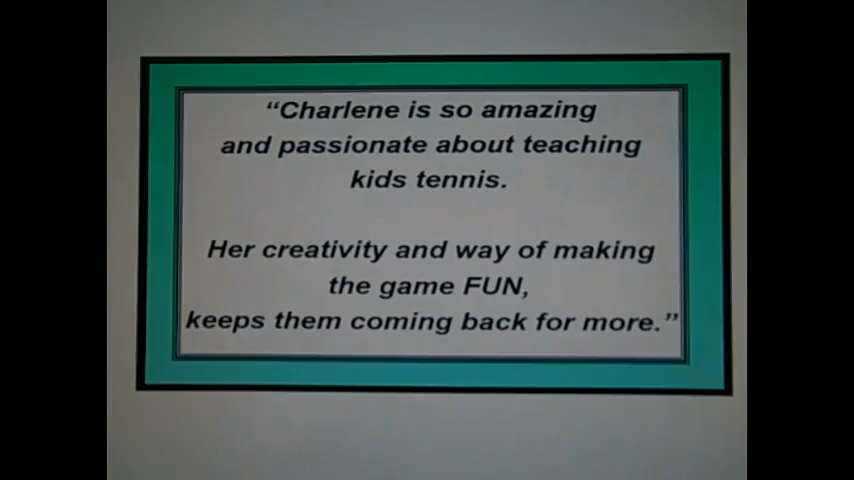 “Charlene is so amazing
and passionate about teaching
kids tennis.
Her creativity and way of making
the game FUN,
keeps them coming back for more.”